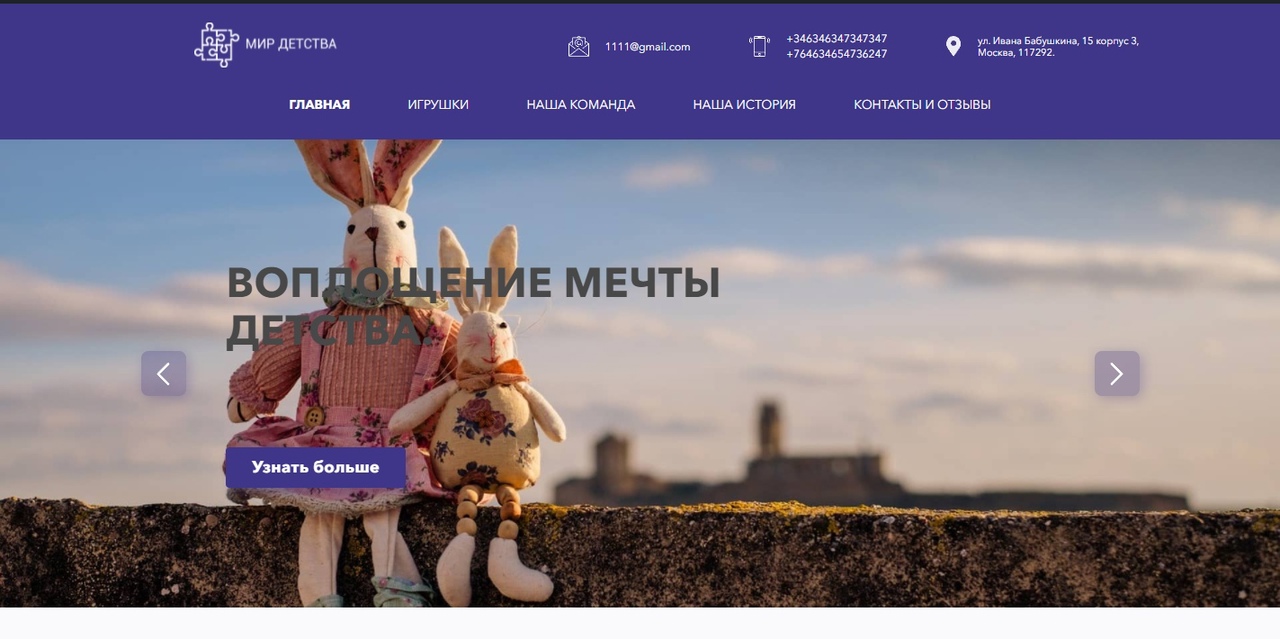 МИР ДЕТСТВА
1111@gmail.com
+346346347347347
+764634654736247
ул. Ивана Бабушкина, 15 корпус 3,
Москва, 117292.
ГЛАВНАЯ
ИГРУШКИ
НАША КОМАНДА
НАША ИСТОРИЯ
КОНТАКТЫ И ОТЗЫВЫ
ВОПЛОЩЕНИЕ МЕЧТЫ
ДЕТСТВА.
Узнать больше